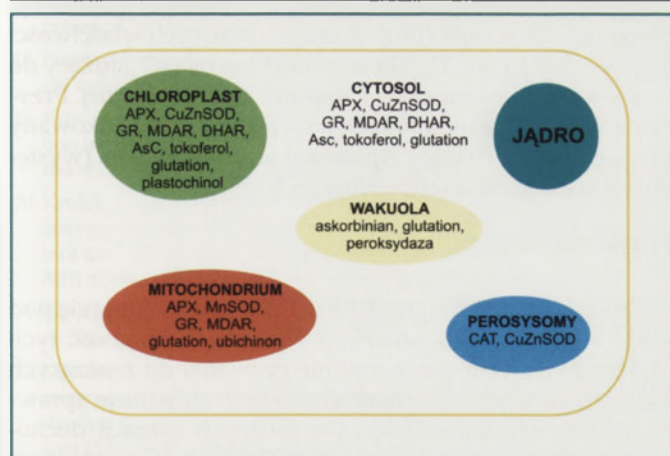 CHLOROPLAST
APX, CuZnSOD,
GR, MDAR, DHAR,
AsC, tokoferol,
glutation,
plastochinol
CYTOSOL
APX, CuZnSOD,
GR, MDAR, DHAR,
Asc, tokoferol, glutation
JĄDRO
WAKUOLA
askorbinian, glutation,
peroksydaza
MITOCHONDRIUM
APX, MnSOD,
GR, MDAR,
glutation, ubichinon
PEROSYSOMY
CAT, CuZnSOD